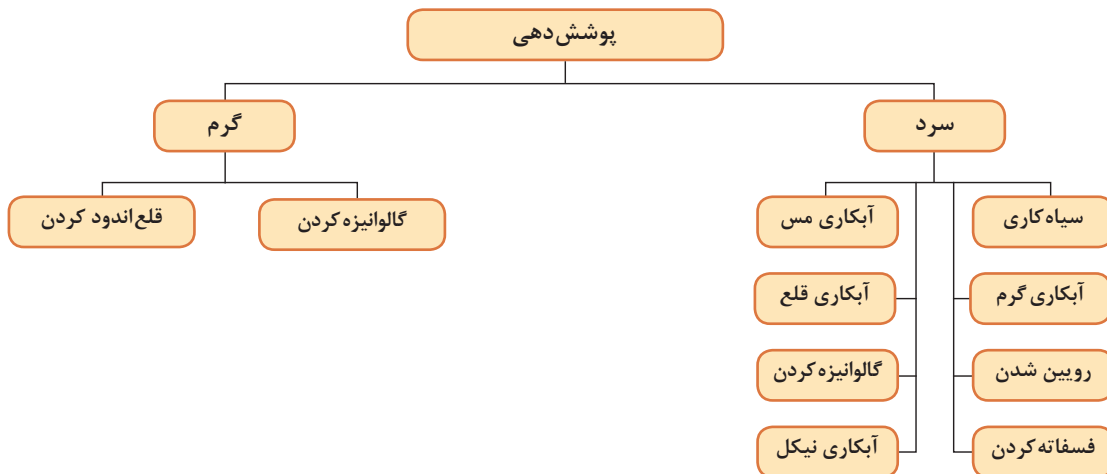 پوشش‌دهی
سرد
گرم
سیاه‌کاری
آبکاری مس
گالوانیزه کردن
قلع‌اندود کردن
آبکاری گرم
آبکاری قلع
رویین شدن
گالوانیزه کردن
فسفاته کردن
آبکاری نیکل